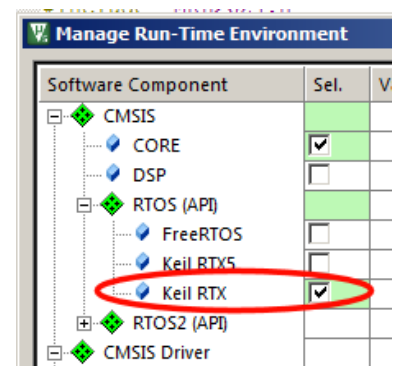 Manage Run-Time Environment
Software Component Sel.
CMSIS
CORE
DSP
RTOS (API)
FreeRTOS
Keil RTX5
Keil RTX
RTOS2 (API)
CMSIS Driver